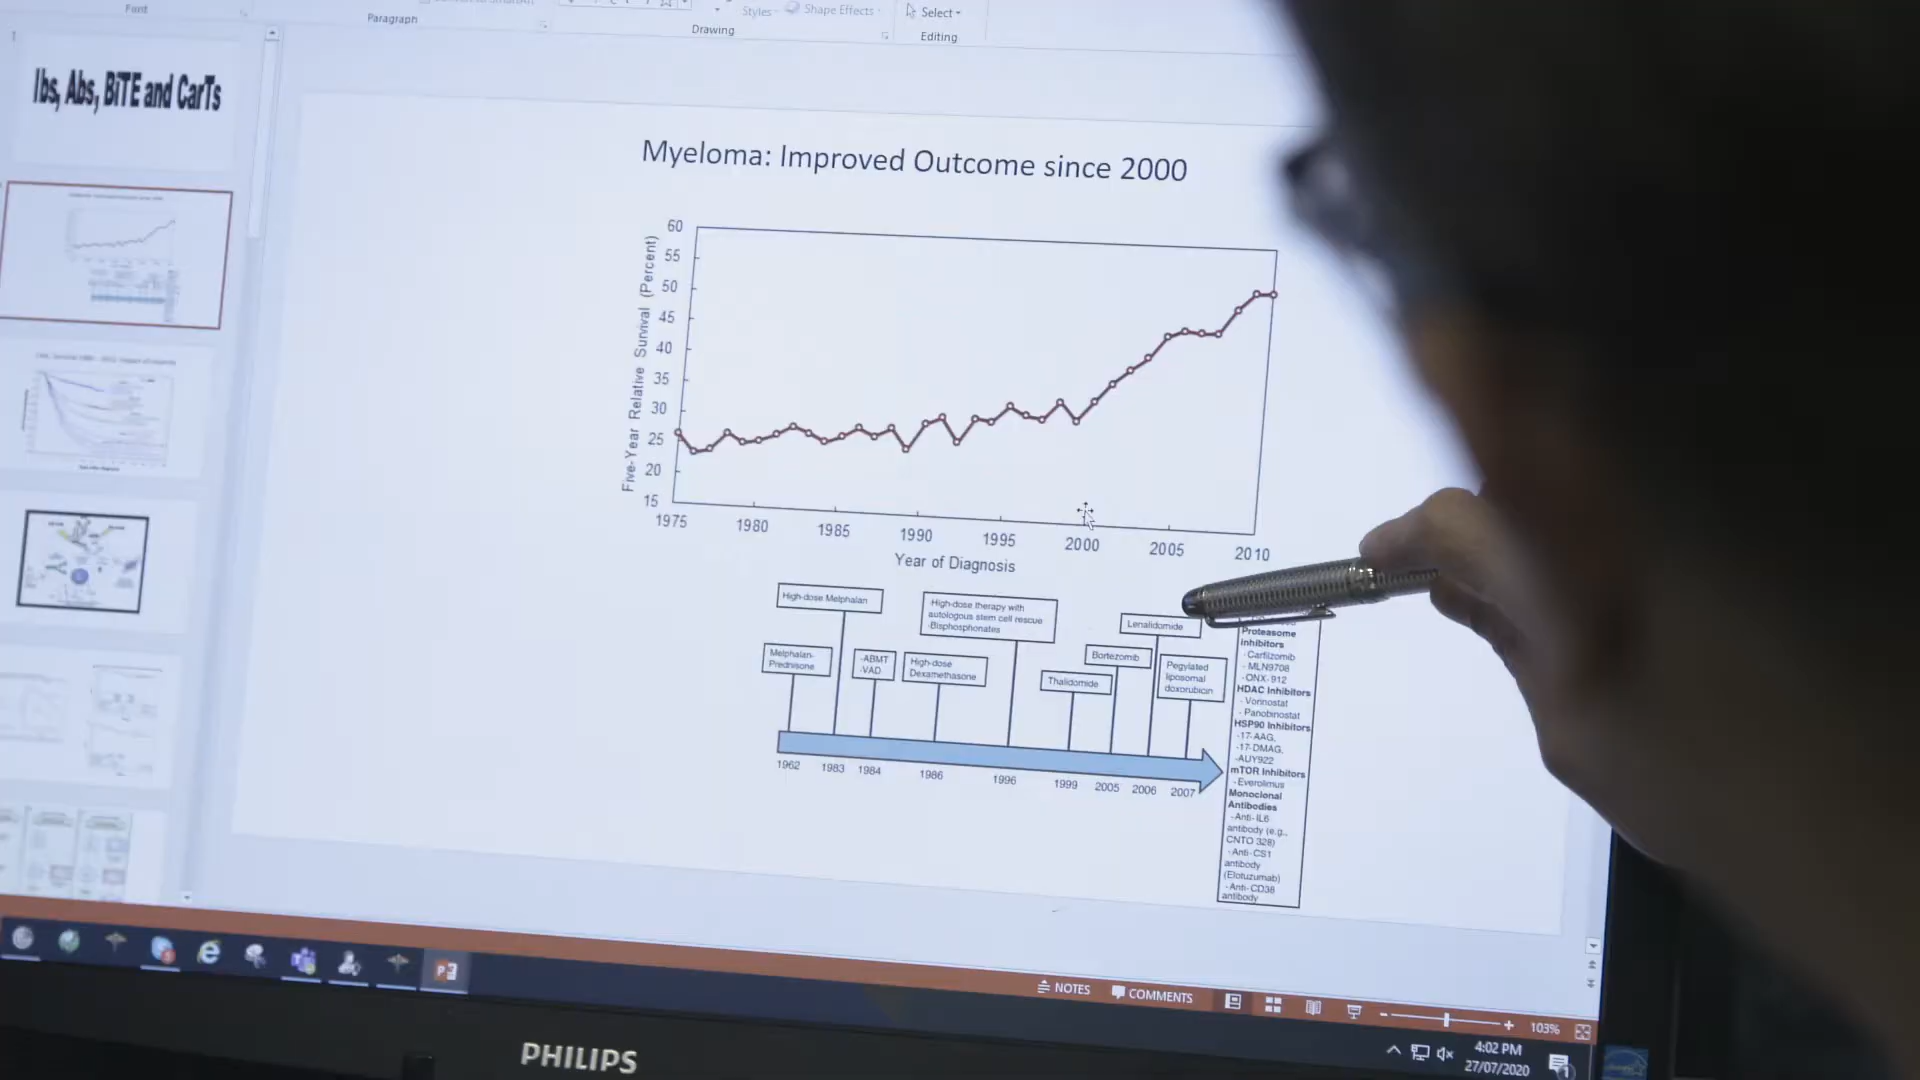 Font
Paragraph
Styles
Shape Effects
Drawing
Select
Editing
1
Ibs, Abs, BiTE and CarTs
Myeloma: Improved Outcome since 2000
Five-Year Relative Survival (Percent)
60
55
50
45
40
35
30
25
20
15
1975
1980
1985
1990
1995
2000
2005
2010
Year of Diagnosis
High-dose Melphalan
High-dose therapy with
autologous stem cell rescue
-Bisphosphonates
Lenalidomide
Melphalan-
Prednisone
-ABMT
-VAD
High-dose
Dexamethasone
Thalidomide
Bortezomib
Pegylated
liposomal
doxorubicin
1962
1983
1984
1986
1996
1999
2005
2006
2007
Proteasome
inhibitors
-Carfilzomib
- MLN9708
-ONX-912
HDAC Inhibitors
- Vorinostat
- Panobinostat
HSP90 Inhibitors
-17-AAG,
-17-DMAG,
-AUY922
mTOR Inhibitors
-Everolimus
Monoclonal
Antibodies
-Anti-IL6
antibody (e.g.,
CNTO 328)
-Anti-CS1
antibody
(Elotuzumab)
-Anti-CD38
antibody
NOTES
COMMENTS
103%
4:02 PM
27/07/2020
PHILIPS